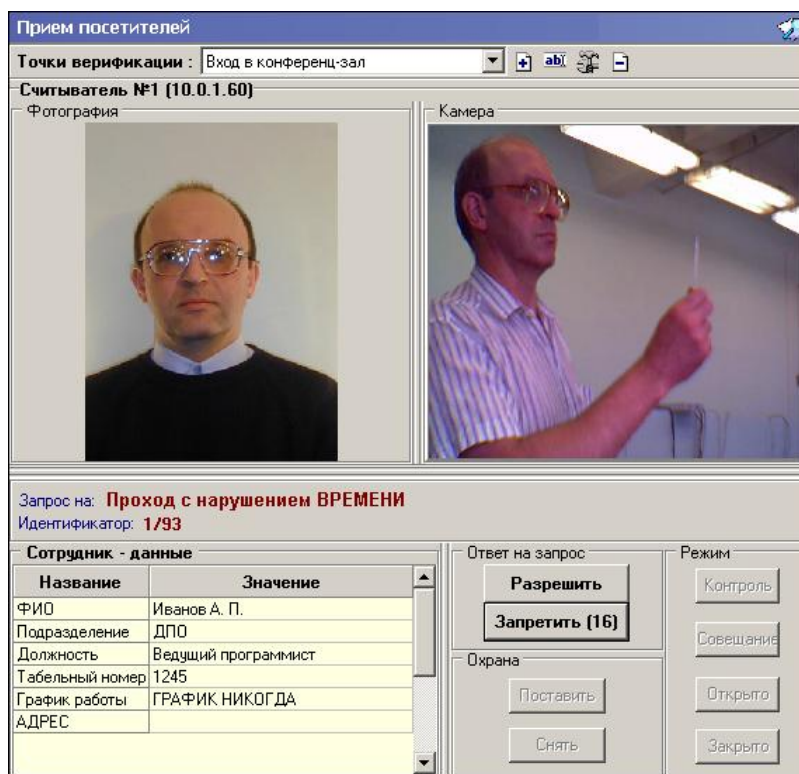 Прием посетителей
Точки верификации : Вход в конференц-зал
Считыватель №1 (10.0.1.60)
Фотография
Камера
Запрос на: Проход с нарушением ВРЕМЕНИ
Идентификатор: 1/93
Сотрудник - данные
Название Значение
ФИО Иванов А. П.
Подразделение ДПО
Должность Ведущий программист
Табельный номер 1245
График работы ГРАФИК НИКОГДА
АДРЕС
Ответ на запрос
Разрешить
Запретить (16)
Охрана
Поставить
Снять
Режим
Контроль
Совещание
Открыто
Закрыто